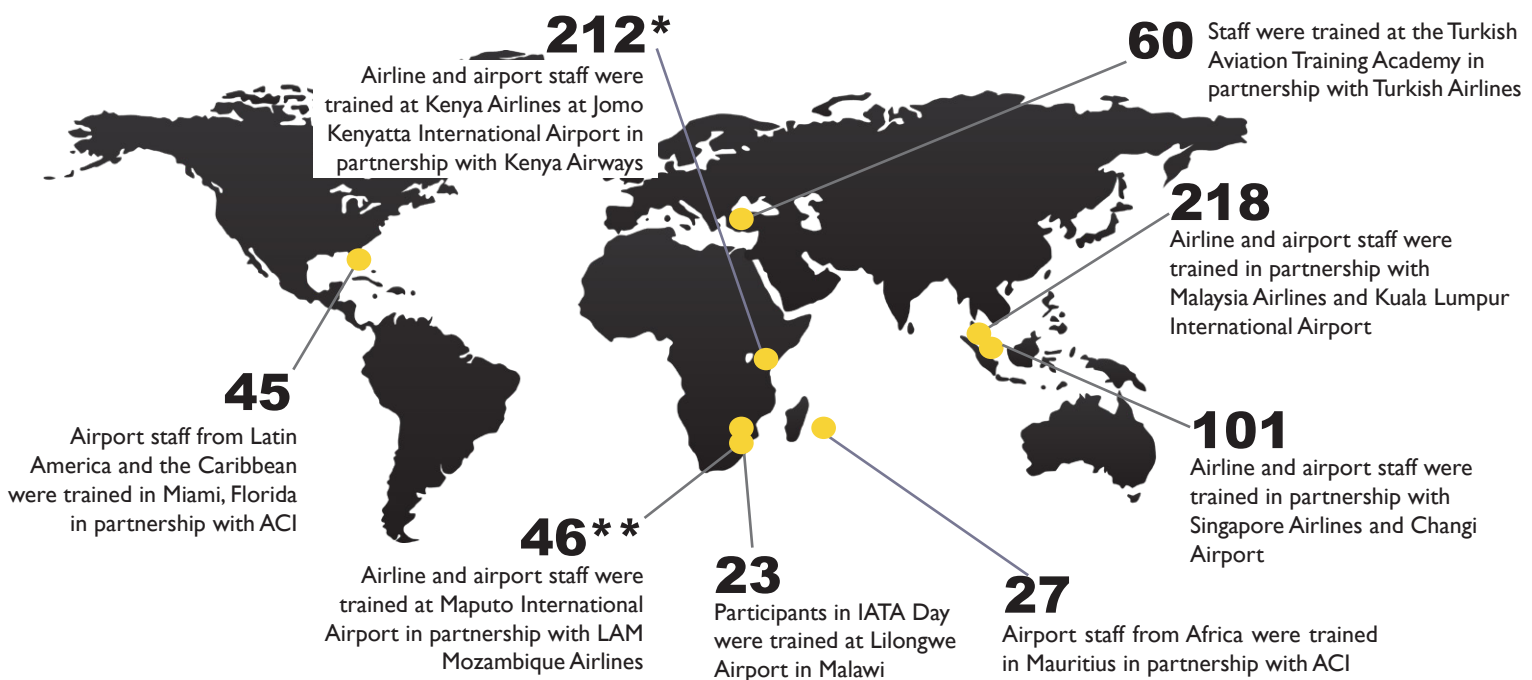 212*
Airline and airport staff were
trained at Kenya Airlines at Jomo
Kenyatta International Airport in
partnership with Kenya Airways
60
Staff were trained at the Turkish
Aviation Training Academy in
partnership with Turkish Airlines
218
Airline and airport staff were
trained in partnership with
Malaysia Airlines and Kuala Lumpur
International Airport
45
Airport staff from Latin
America and the Caribbean
were trained in Miami, Florida
in partnership with ACI
101
Airline and airport staff were
trained in partnership with
Singapore Airlines and Changi
Airport
46**
Airline and airport staff were
trained at Maputo International
Airport in partnership with LAM
Mozambique Airlines
23
Participants in IATA Day
were trained at Lilongwe
Airport in Malawi
27
Airport staff from Africa were trained
in Mauritius in partnership with ACI